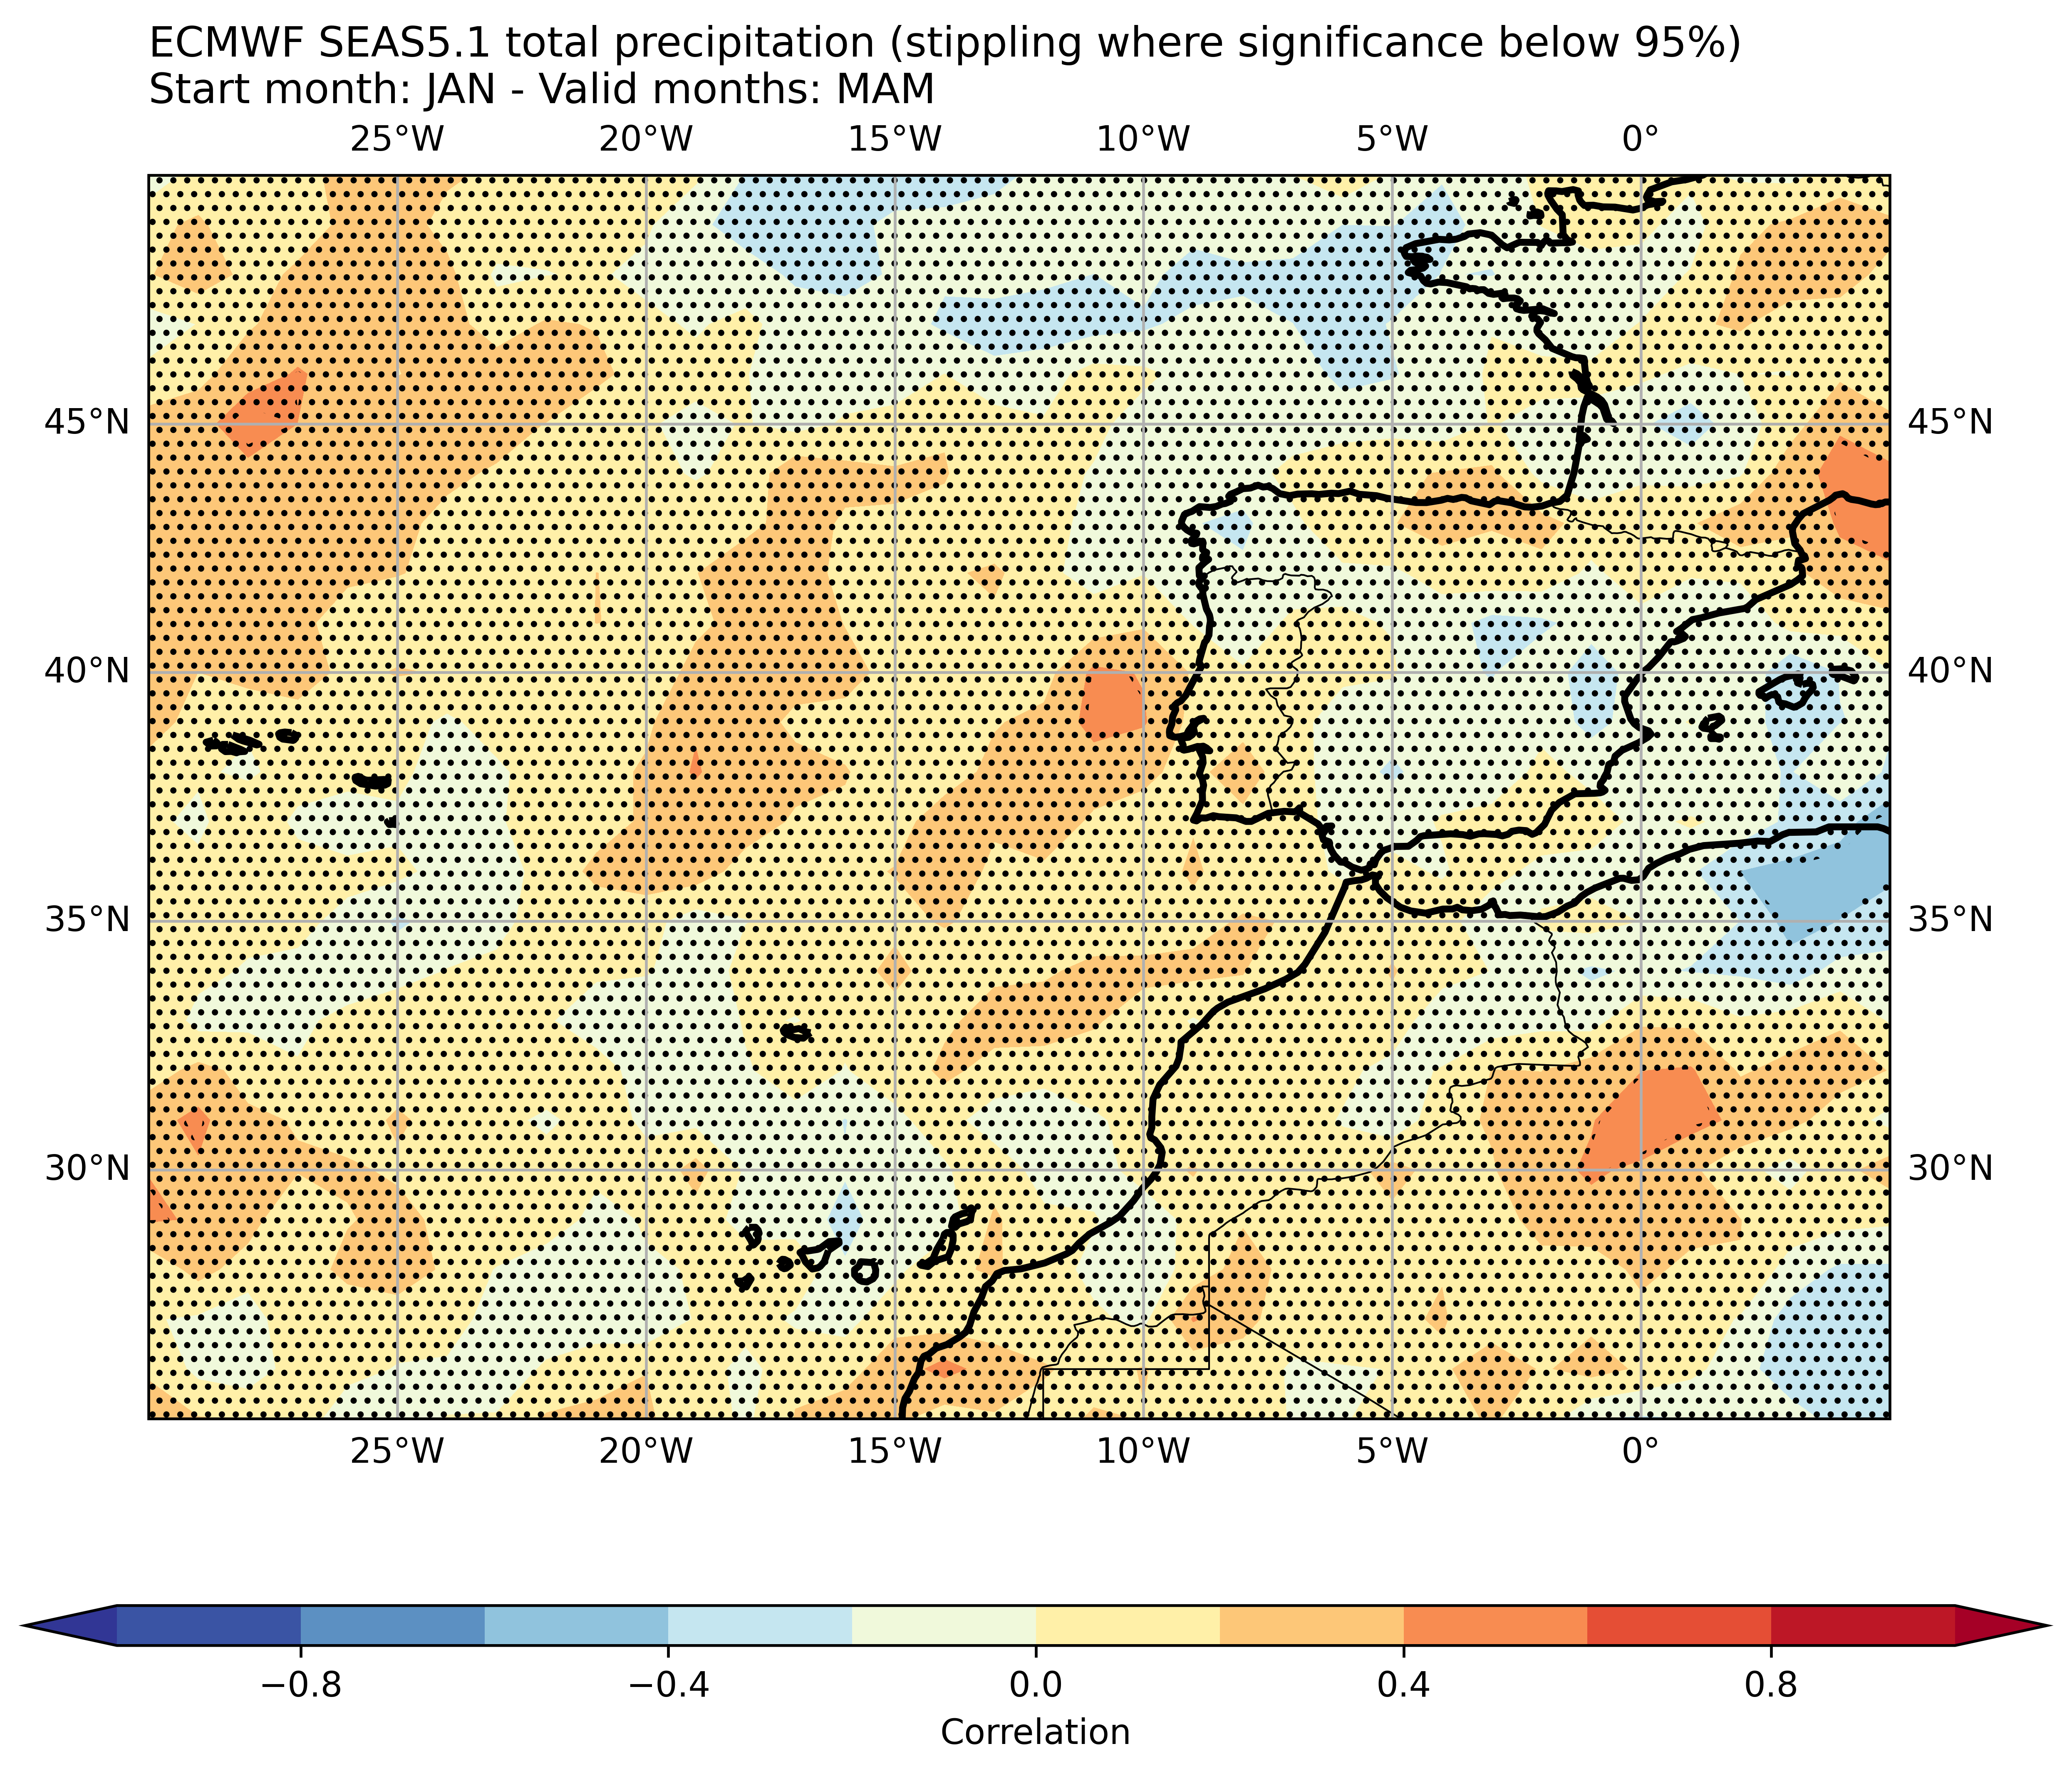 ECMWF SEAS5.1 total precipitation (stippling where significance below 95%)
Start month: JAN - Valid months: MAM
25°W 20°W 15°W 10°W 5°W 0°
45°N 45°N
40°N 40°N
35°N 35°N
30°N 30°N
25°W 20°W 15°W 10°W 5°W 0°
−0.8 −0.4 0.0 0.4 0.8
Correlation